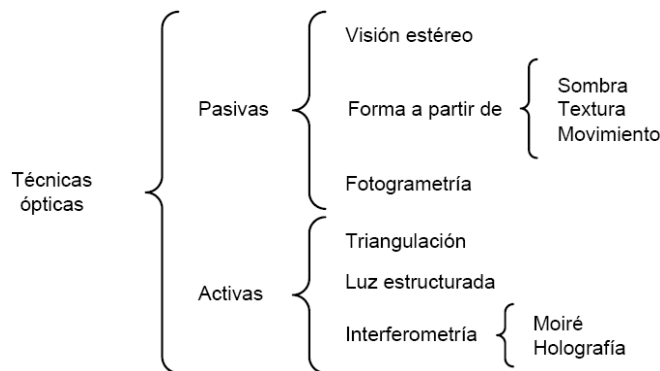 Técnicas
ópticas
Pasivas
Visión estéreo
Forma a partir de
Sombra
Textura
Movimiento
Fotogrametría
Activas
Triangulación
Luz estructurada
Interferometría
Moiré
Holografía